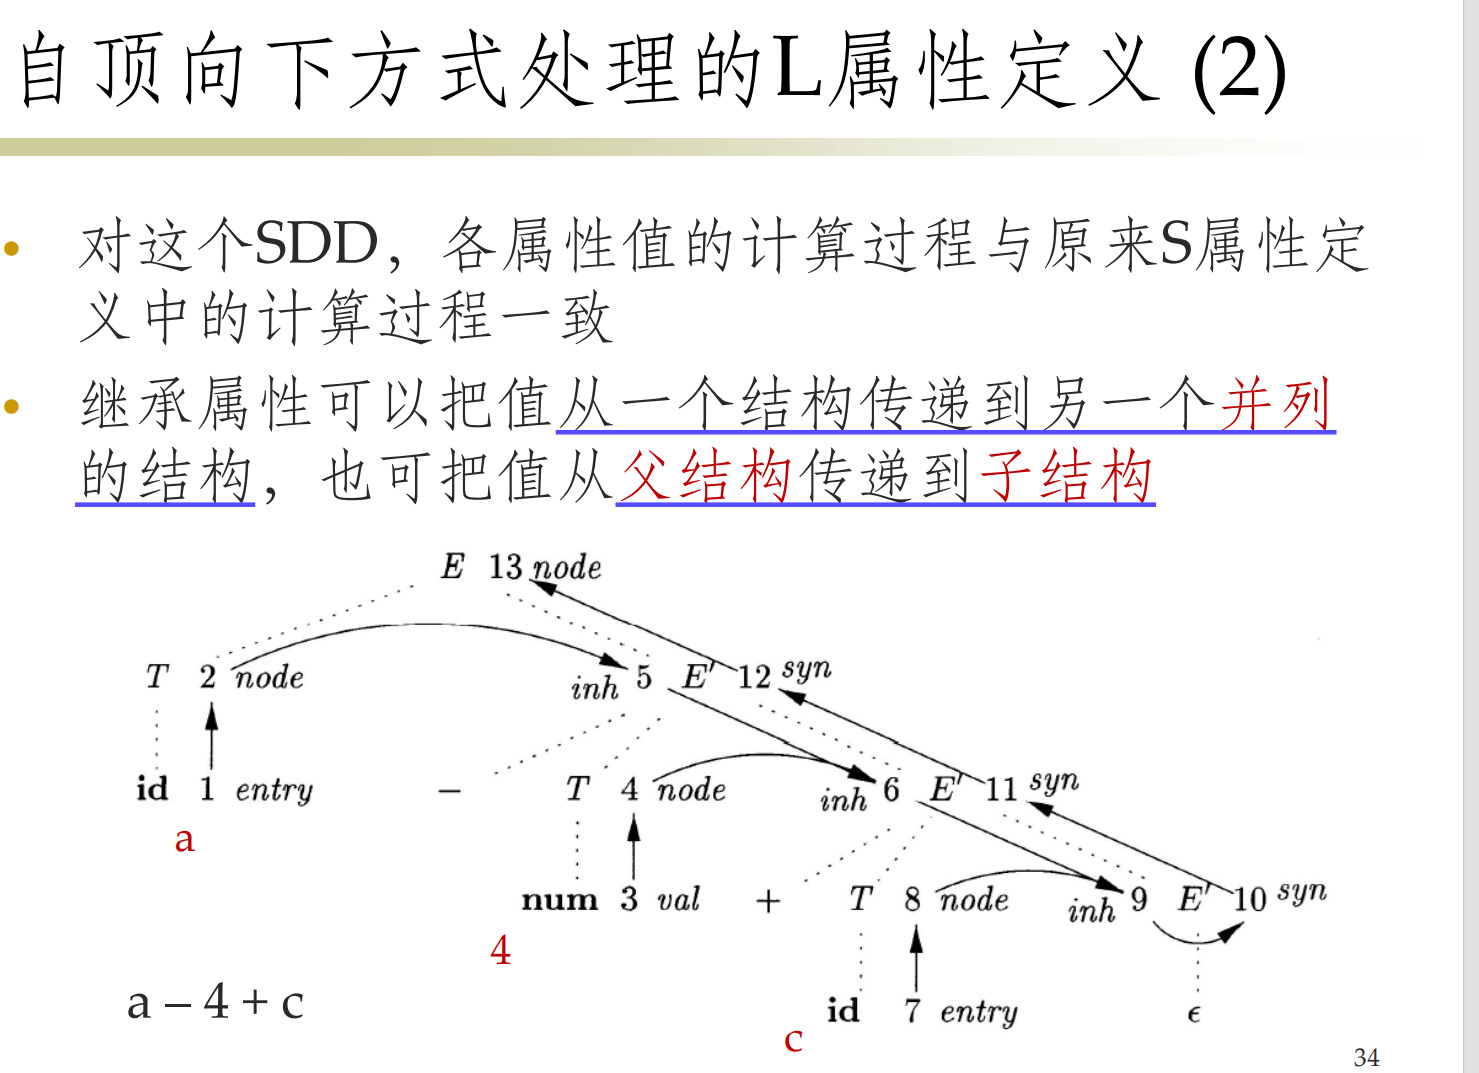 自顶向下方式处理的L属性定义 (2)
• 对这个SDD，各属性值的计算过程与原来S属性定
义中的计算过程一致
• 继承属性可以把值从一个结构传递到另一个并列
的结构，也可把值从父结构传递到子结构
E 13 node
T 2 node inh 5 E′ 12 syn
id 1 entry − T 4 node inh 6 E′ 11 syn
a
num 3 val + T 8 node inh 9 E′ 10 syn
4
a – 4 + c
id 7 entry ϵ
c
34